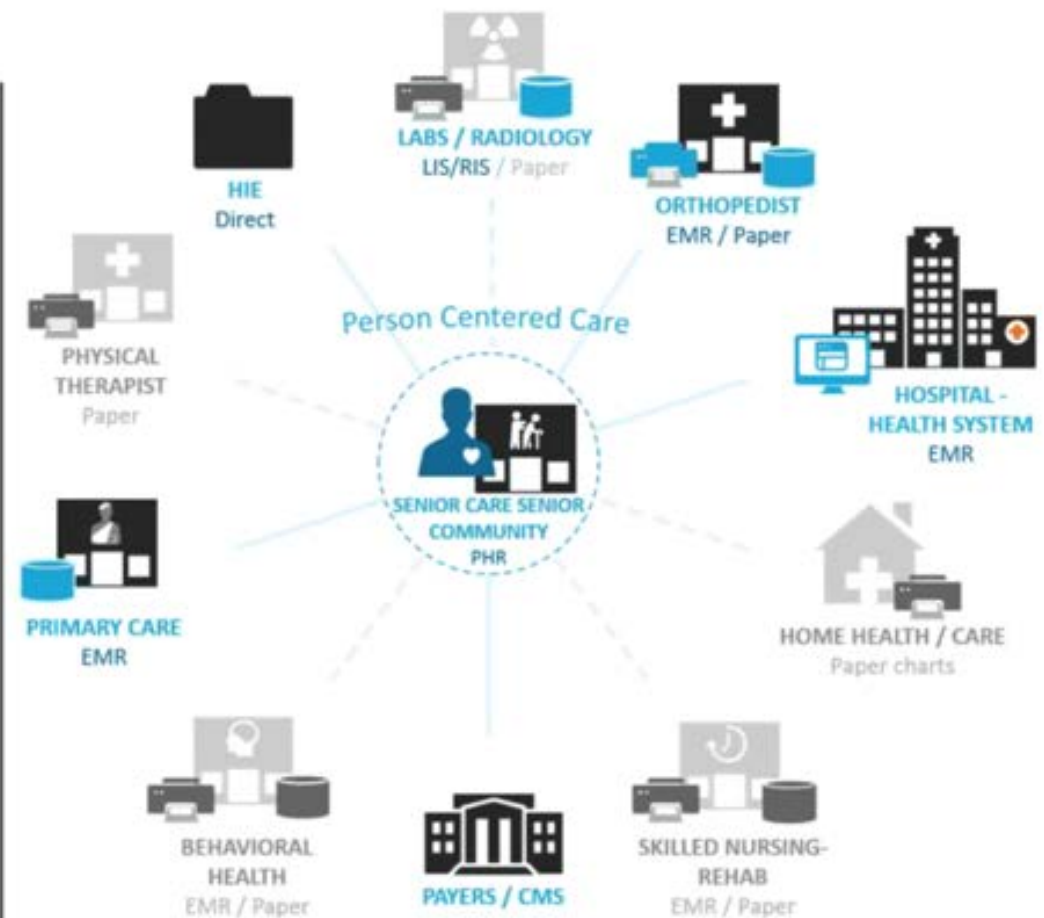 LABS / RADIOLOGY
LIS/RIS / Paper
HIE
Direct
ORTHOPEDIST
EMR / Paper
PHYSICAL
THERAPIST
Paper
Person Centered Care
HOSPITAL -
HEALTH SYSTEM
EMR
SENIOR CARE SENIOR
COMMUNITY
PHR
PRIMARY CARE
EMR
HOME HEALTH / CARE
Paper charts
BEHAVIORAL
HEALTH
EMR / Paper
PAYERS / CMS
SKILLED NURSING-
REHAB
EMR / Paper